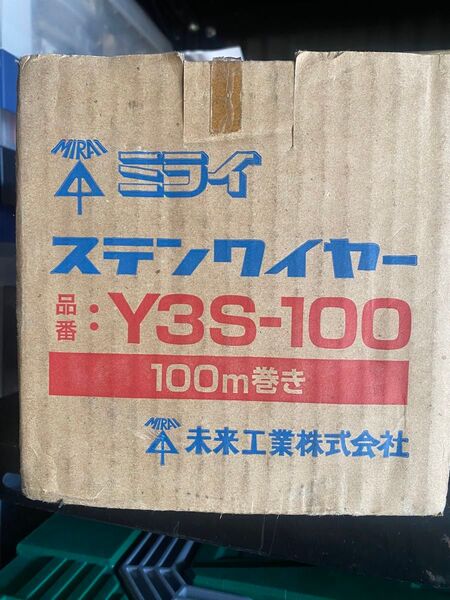 MIRAI ミライ
ステンワイヤー
品番:Y3S-100
100m巻き
MIRAI 未来工業株式会社